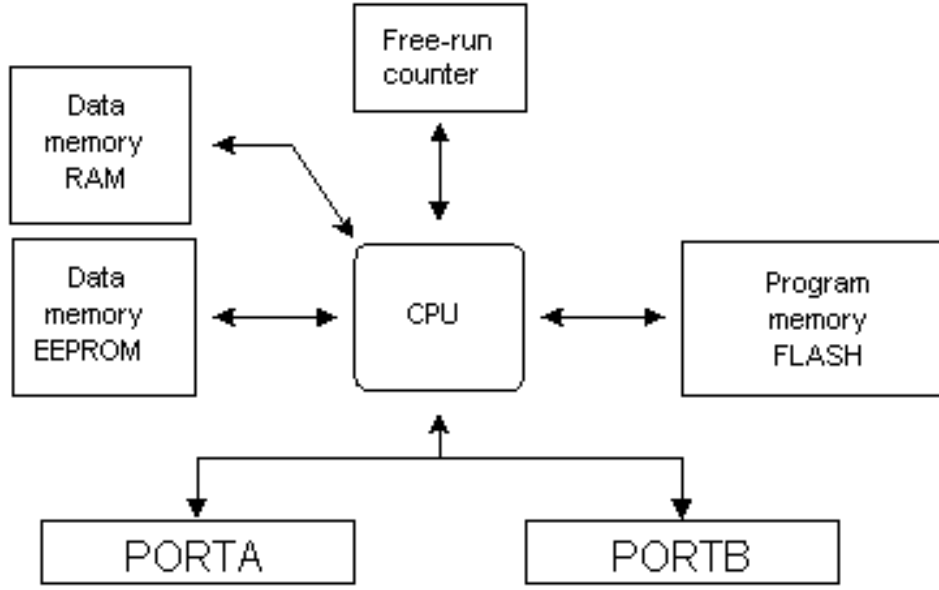 Free-run
counter
Data
memory
RAM
Data
memory
EEPROM
CPU
Program
memory
FLASH
PORTA
PORTB